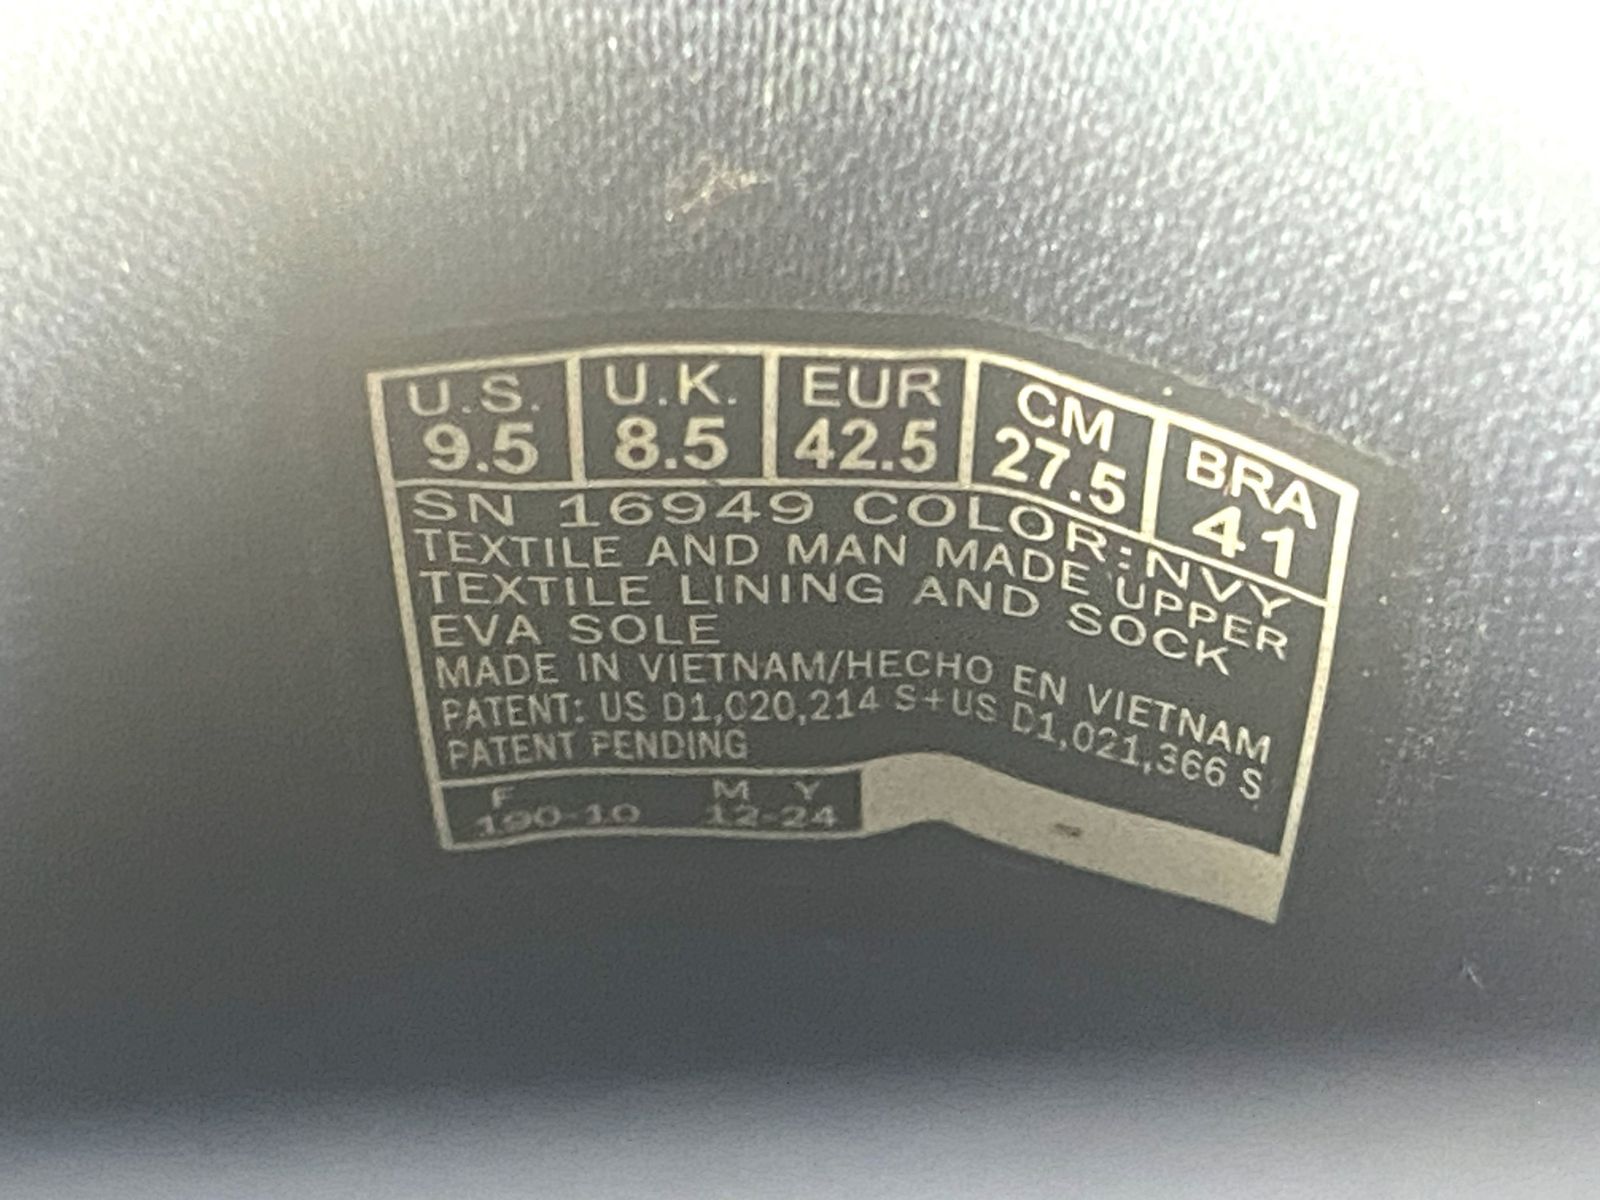 U.S. U.K. EUR CM BRA
9.5 8.5 42.5 27.5 41
SN 16949 COLOR:NVY
TEXTILE AND MAN MADE UPPER
TEXTILE LINING AND SOCK
EVA SOLE
MADE IN VIETNAM/HECHO EN VIETNAM
PATENT: US D1,020,214 S+US D1,021,366 S
PATENT PENDING
F M Y
190-10 12-24